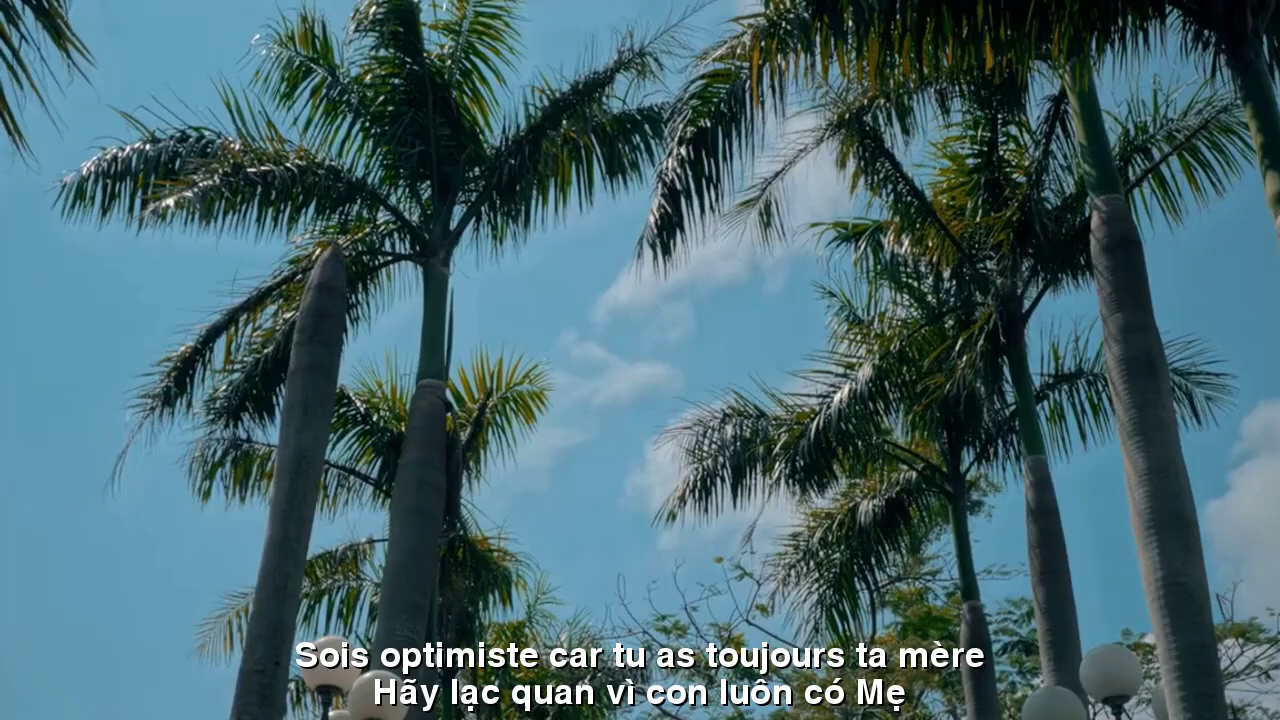 Sois optimiste car tu as toujours ta mère
Hãy lạc quan vì con luôn có Mẹ